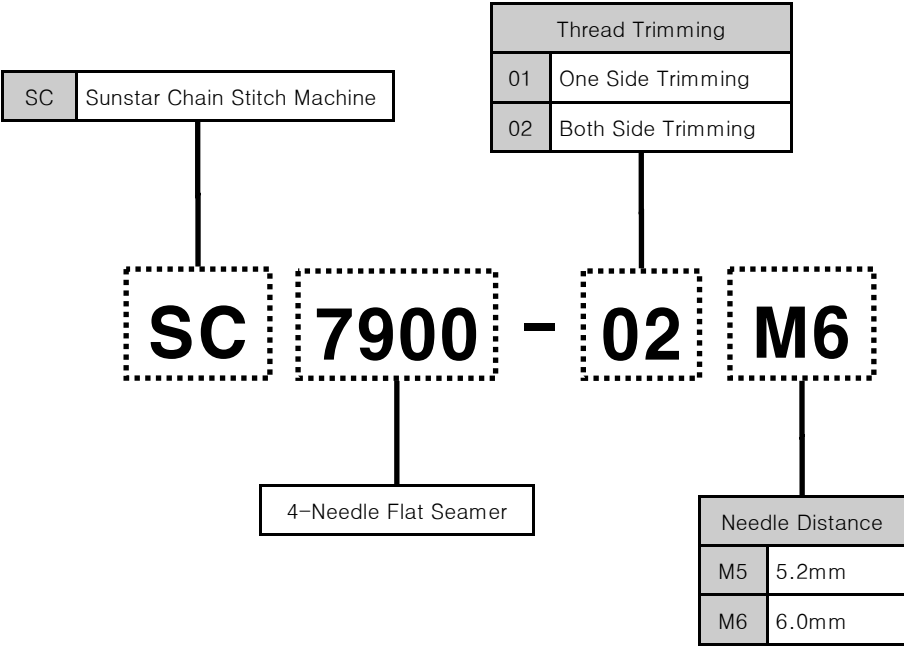 Thread Trimming
01 One Side Trimming
02 Both Side Trimming
SC Sunstar Chain Stitch Machine
SC 7900 - 02 M6
4-Needle Flat Seamer
Needle Distance
M5 5.2mm
M6 6.0mm